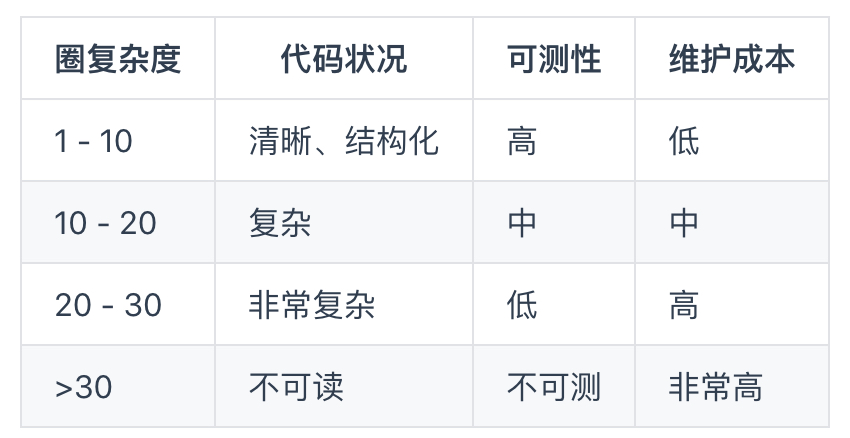 圈复杂度 代码状况 可测性 维护成本
1 - 10 清晰、结构化 高 低
10 - 20 复杂 中 中
20 - 30 非常复杂 低 高
>30 不可读 不可测 非常高